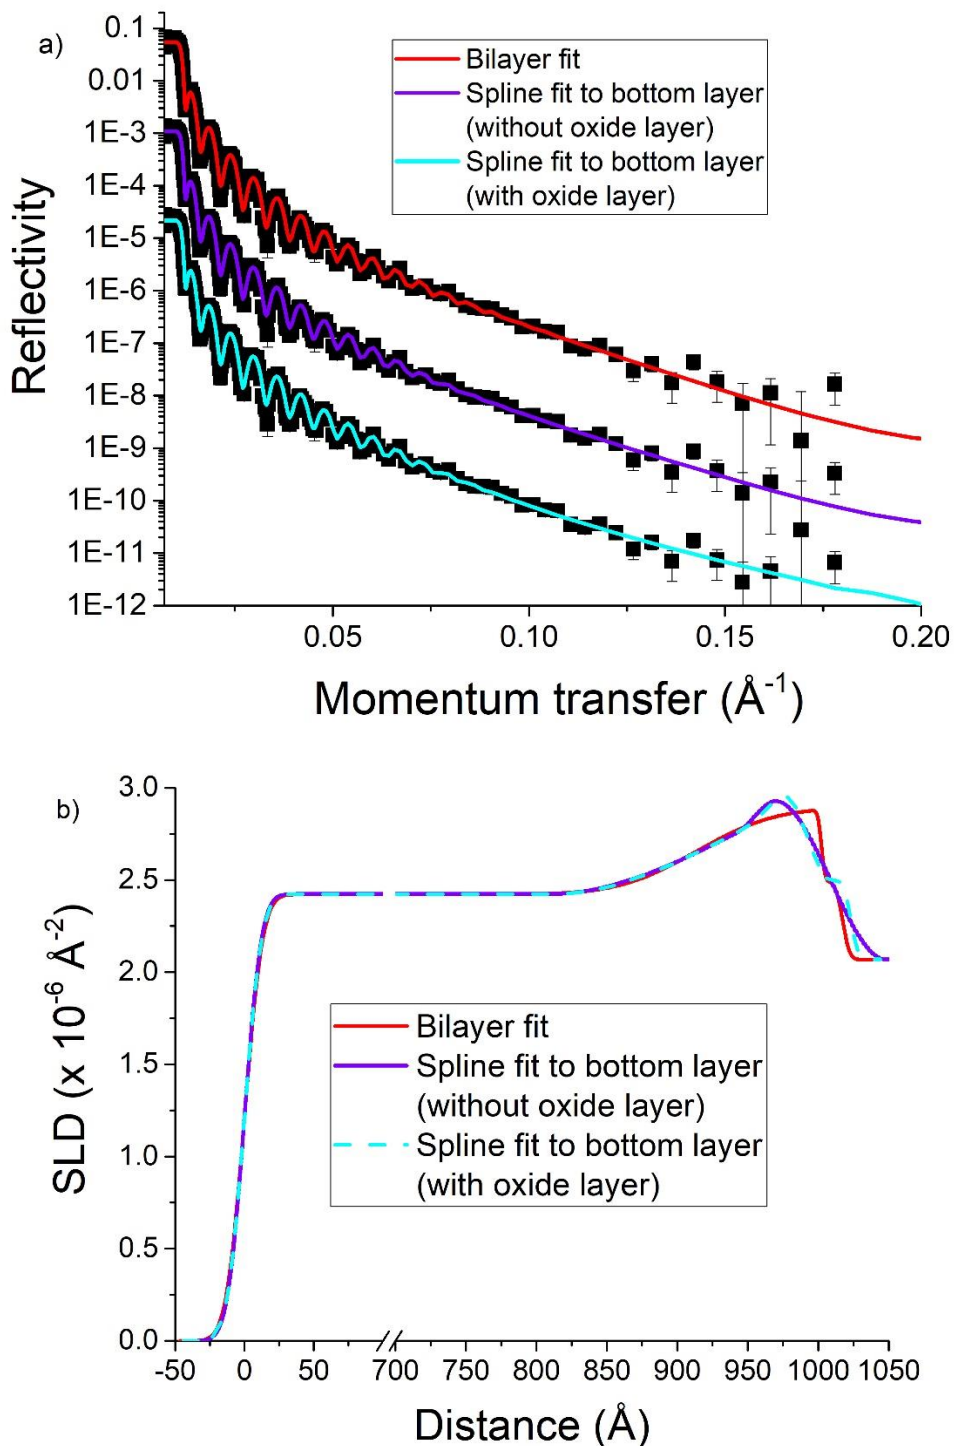 a)
Reflectivity
0.1
0.01
1E-3
1E-4
1E-5
1E-6
1E-7
1E-8
1E-9
1E-10
1E-11
1E-12
Bilayer fit
Spline fit to bottom layer
(without oxide layer)
Spline fit to bottom layer
(with oxide layer)
0.05 0.10 0.15 0.20
Momentum transfer (Å⁻¹)
b)
SLD (x 10⁻⁶ Å⁻²)
3.0
2.5
2.0
1.5
1.0
0.5
0.0
Bilayer fit
Spline fit to bottom layer
(without oxide layer)
Spline fit to bottom layer
(with oxide layer)
-50 0 50 700 750 800 850 900 950 1000 1050
Distance (Å)